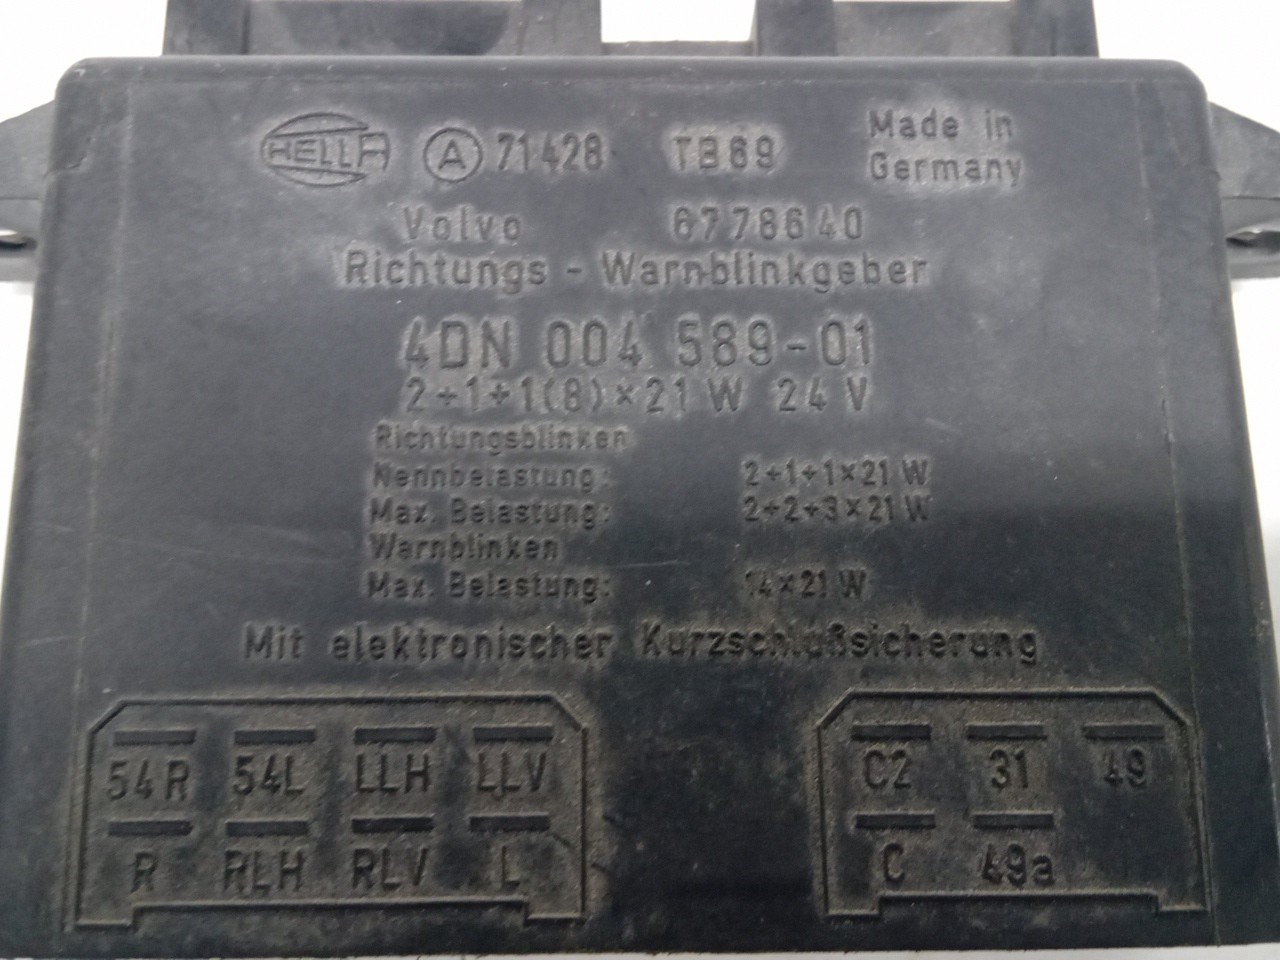 HELLA A 71428 TB69 Made in Germany
Volvo 6778640
Richtungs - Warnblinkgeber
4DN 004 589-01
2+1+1(8)×21 W 24 V
Richtungsblinken
Nennbelastung: 2+1+1×21 W
Max. Belastung: 2+2+3×21 W
Warnblinken
Max. Belastung: 14×21 W
Mit elektronischer Kurzschlußsicherung
54R 54L LLH LLV
R RLH RLV L
C2 31 49
C 49a